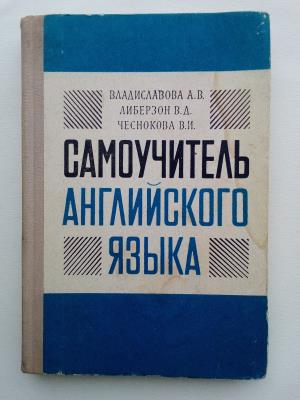 ВЛАДИСЛАВОВА А.В.
ЛИБЕРЗОН В.Д.
ЧЕСНОКОВА В.И.
САМОУЧИТЕЛЬ
АНГЛИЙСКОГО
ЯЗЫКА